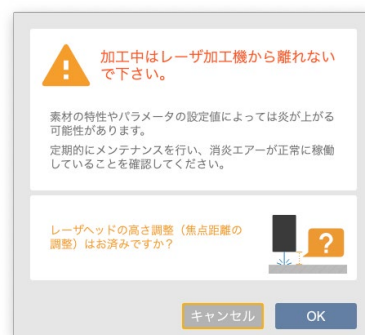 加工中はレーザ加工機から離れない
で下さい。
素材の特性やパラメータの設定値によっては炎が上がる
可能性があります。
定期的にメンテナンスを行い、消炎エアーが正常に稼働
していることを確認してください。
レーザヘッドの高さ調整（焦点距離の
調整）はお済みですか？
?
キャンセル
OK